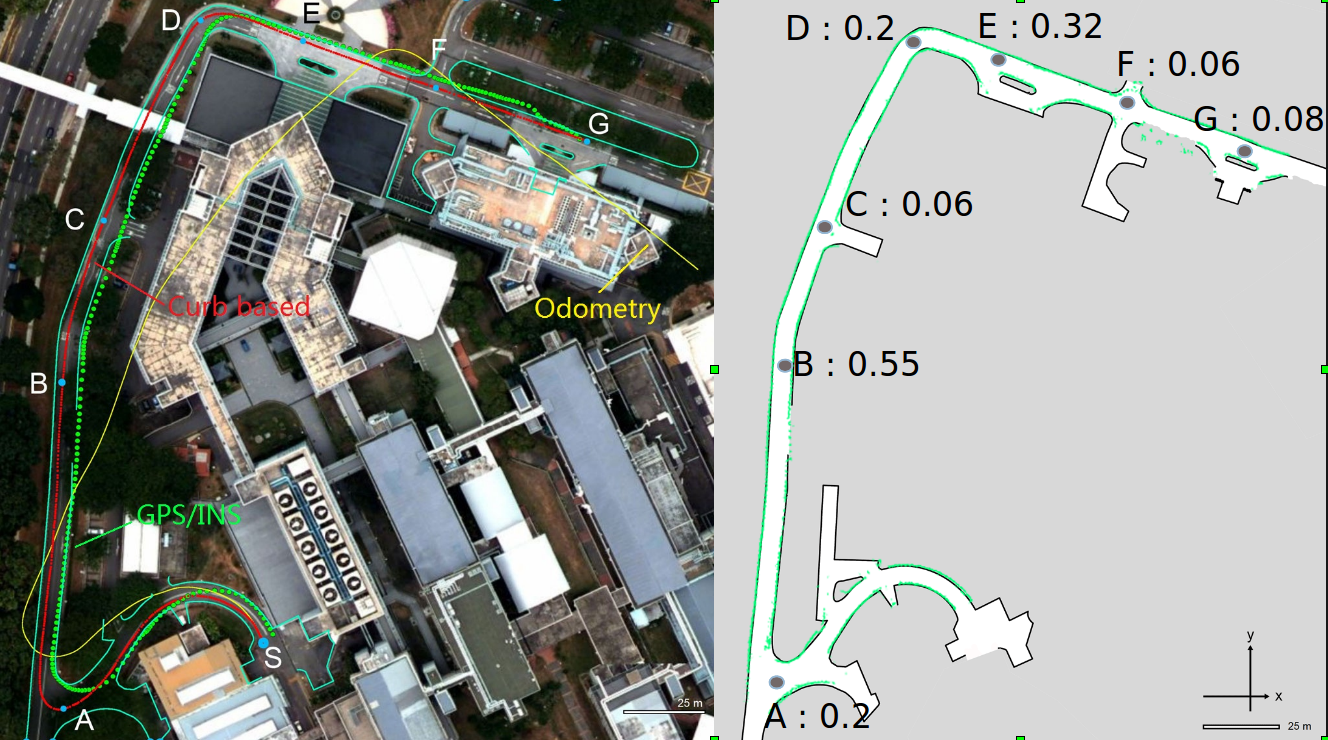 D
E
F
G
C
Curb based
Odometry
B
GPS/INS
S
A
25 m
D : 0.2
E : 0.32
F : 0.06
G : 0.08
C : 0.06
B : 0.55
A : 0.2
y
x
25 m